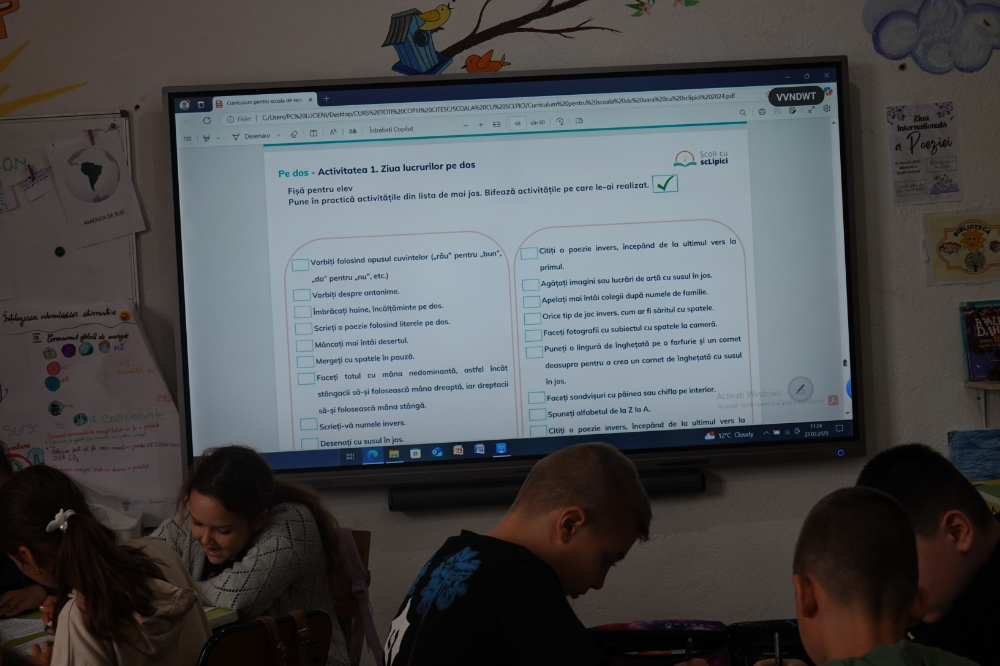 Curriculum pentru scoala de vara
VVNDWT
Fișier
C:/Users/PC%20LUCIENI/Desktop/CURS%20TOTI%20COPIII%20CITESC/SCOALA%20CU%20SCLPICI/Curriculum%20pentru%20scoala%20de%20vara%20cu%20sclipici%202024.pdf
Desenare
Întrebați Copilot
68
din 80
Școli cu
scLipici
Pe dos - Activitatea 1. Ziua lucrurilor pe dos
Fișă pentru elev
Pune în practică activitățile din lista de mai jos. Bifează activitățile pe care le-ai realizat.
Vorbiți folosind opusul cuvintelor („rău” pentru „bun”,
„da” pentru „nu”, etc.)
Vorbiți despre antonime.
Îmbrăcați haine, încălțăminte pe dos.
Scrieți o poezie folosind literele pe dos.
Mâncați mai întâi desertul.
Mergeți cu spatele în pauză.
Faceți totul cu mâna nedominantă, astfel încât
stângacii să-și folosească mâna dreaptă, iar dreptacii
să-și folosească mâna stângă.
Scrieți-vă numele invers.
Desenați cu susul în jos.
Citiți o poezie invers, începând de la ultimul vers la
primul.
Agățați imagini sau lucrări de artă cu susul în jos.
Apelați mai întâi colegii după numele de familie.
Orice tip de joc invers, cum ar fi săritul cu spatele.
Faceți fotografii cu subiectul cu spatele la cameră.
Puneți o lingură de înghețată pe o farfurie și un cornet
deasupra pentru a crea un cornet de înghețată cu susul
în jos.
Faceți sandvișuri cu pâinea sau chifla pe interior.
Spuneți alfabetul de la Z la A.
Citiți o poezie invers, începând de la ultimul vers la
Activați Windows
Accesați Setări pentru a activa Windows.
12°C Cloudy
11:24
27.03.2025
AMERICA DE SUD
Înțelegerea schimbărilor climatice
III Consumul global de energie
Surse și consecințe
Ziua
Internațională
a Poeziei
21 Martie 2025
BIBLIOTECA